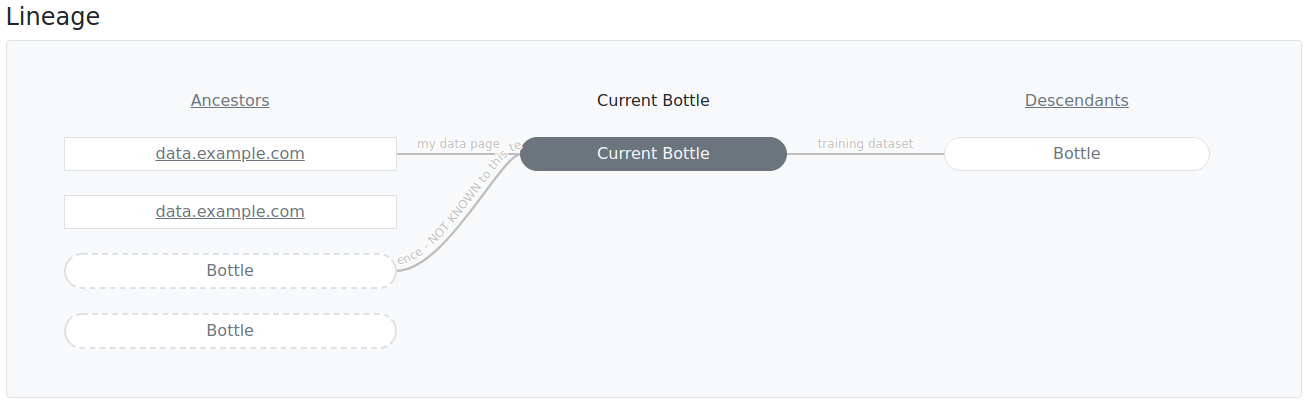 Lineage
Ancestors
Current Bottle
Descendants
data.example.com
my data page
Current Bottle
training dataset
Bottle
data.example.com
ence - NOT KNOWN to this te
Bottle
Bottle